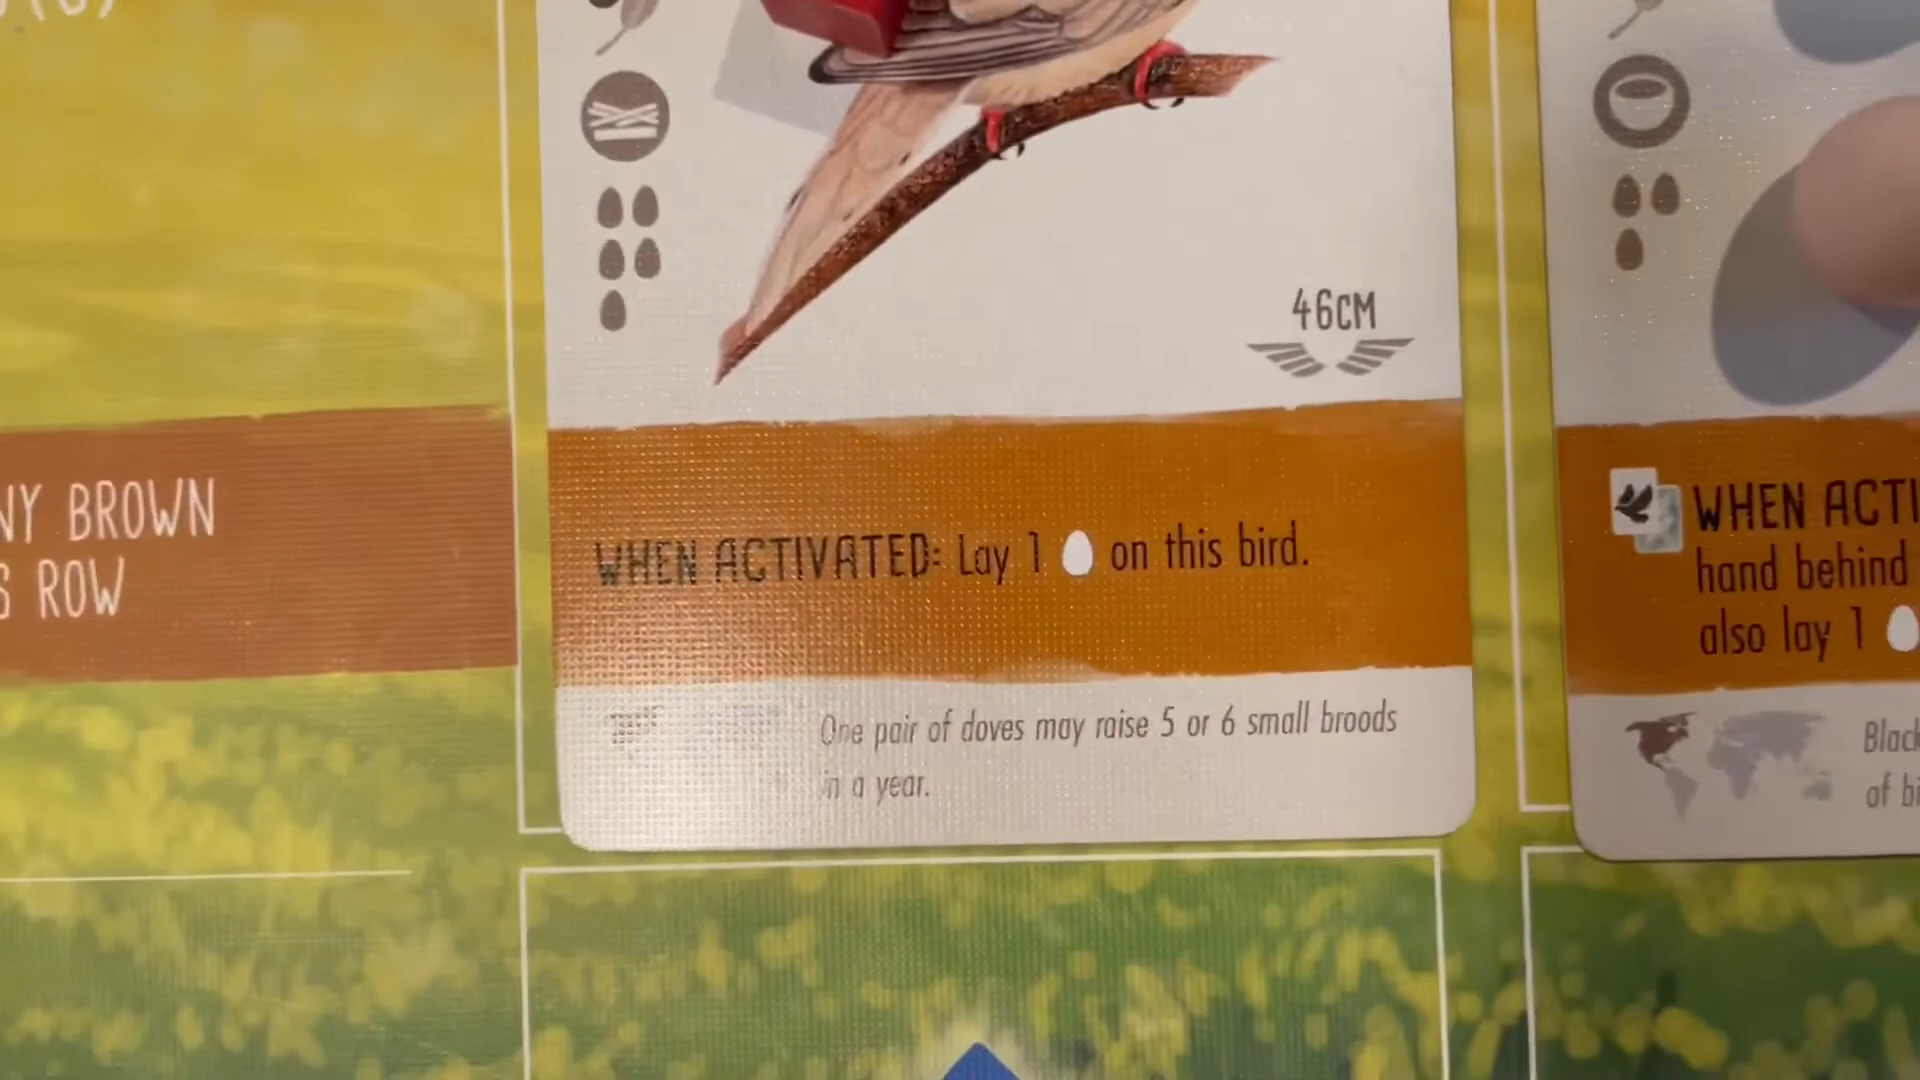 NY BROWN
S ROW
46CM
WHEN ACTIVATED: Lay 1 on this bird.
One pair of doves may raise 5 or 6 small broods
in a year.
WHEN ACTI
hand behind
also lay 1
Black
of bi